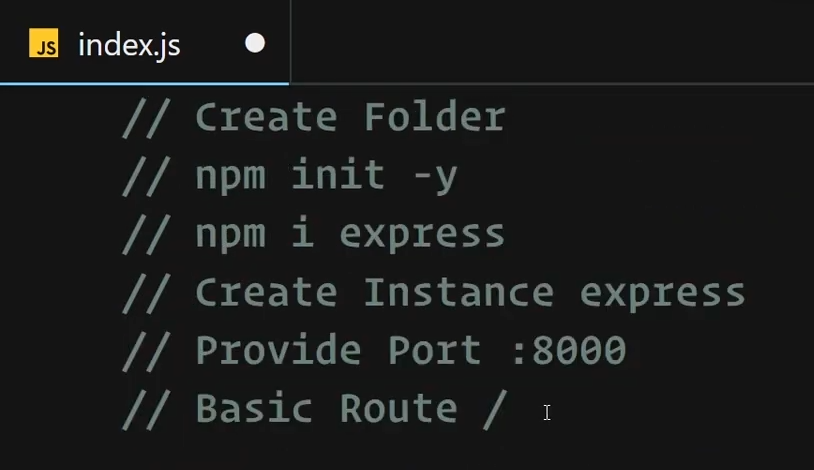 JS index.js
// Create Folder
// npm init -y
// npm i express
// Create Instance express
// Provide Port :8000
// Basic Route /